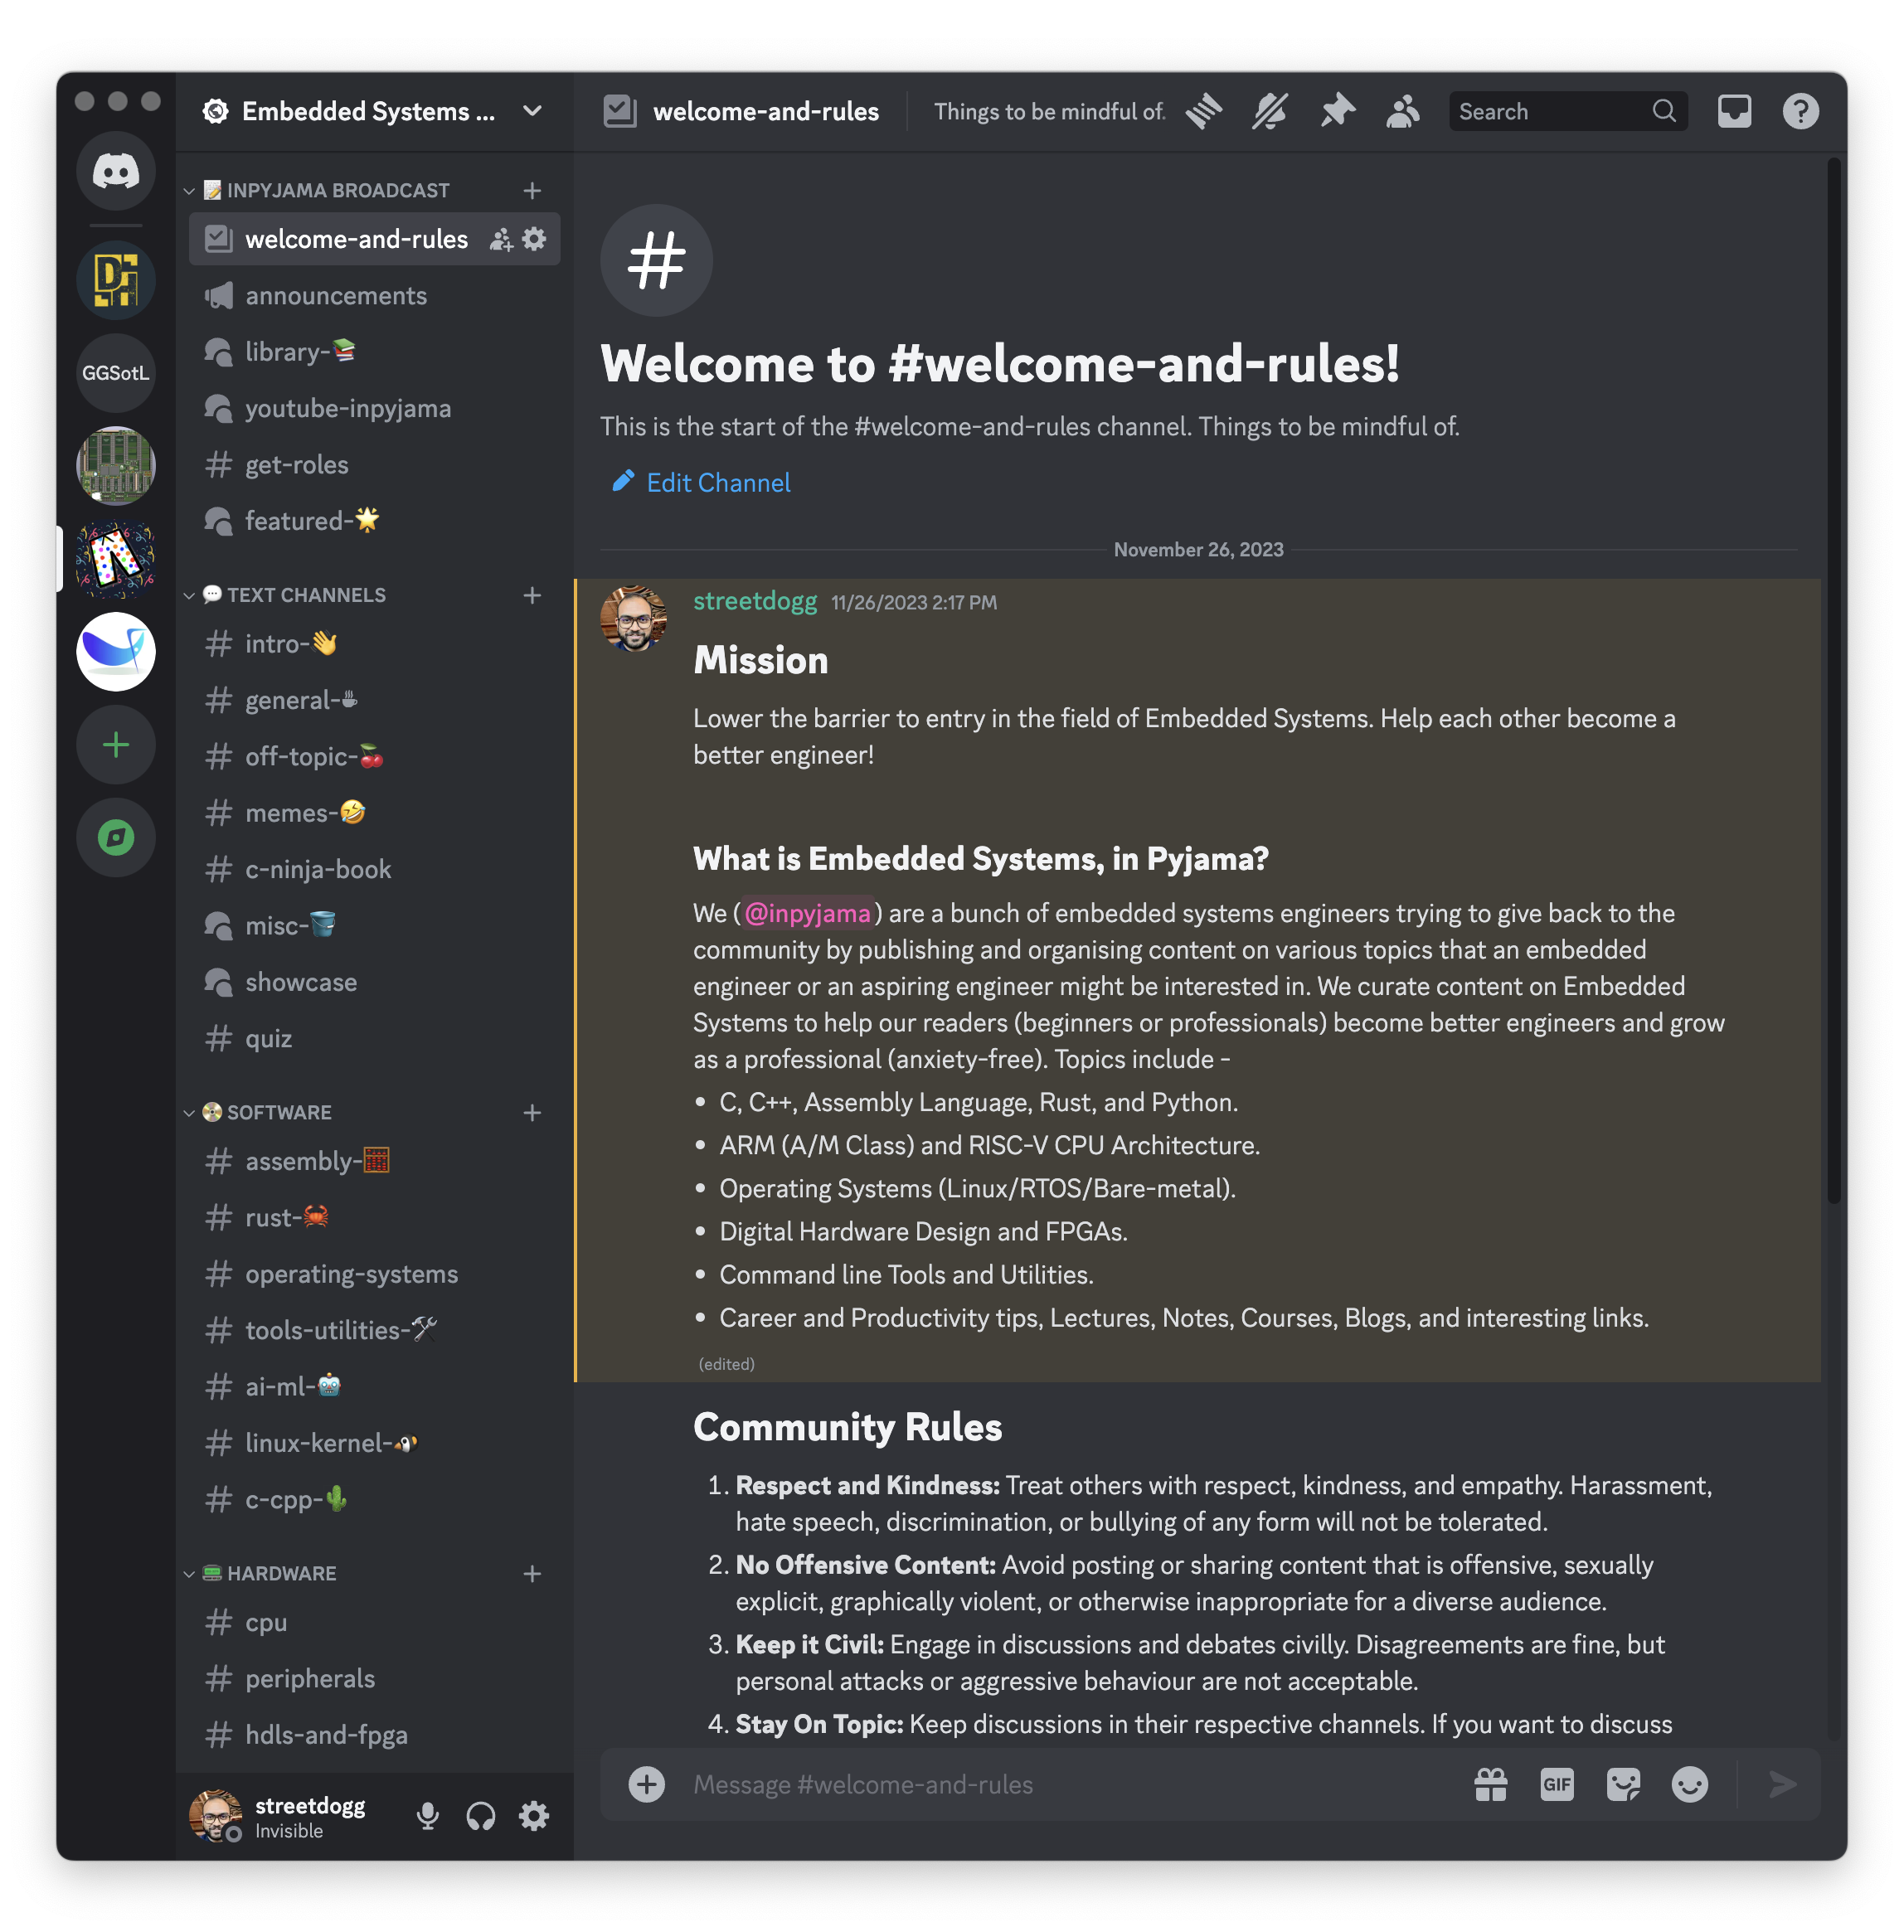 Embedded Systems ...
welcome-and-rules
Things to be mindful of.
Search
GGSotL
📝 INPYJAMA BROADCAST
welcome-and-rules
announcements
library-📚
youtube-inpyjama
get-roles
featured-🌟
💬 TEXT CHANNELS
intro-👋
general-☕
off-topic-🍒
memes-🤣
c-ninja-book
misc-🪣
showcase
quiz
📀 SOFTWARE
assembly-🧮
rust-🦀
operating-systems
tools-utilities-🛠
ai-ml-🤖
linux-kernel-🐧
c-cpp-🌵
📟 HARDWARE
cpu
peripherals
hdls-and-fpga
streetdogg
Invisible
Welcome to #welcome-and-rules!
This is the start of the #welcome-and-rules channel. Things to be mindful of.
Edit Channel
November 26, 2023
streetdogg 11/26/2023 2:17 PM
Mission
Lower the barrier to entry in the field of Embedded Systems. Help each other become a
better engineer!
What is Embedded Systems, in Pyjama?
We (@inpyjama) are a bunch of embedded systems engineers trying to give back to the
community by publishing and organising content on various topics that an embedded
engineer or an aspiring engineer might be interested in. We curate content on Embedded
Systems to help our readers (beginners or professionals) become better engineers and grow
as a professional (anxiety-free). Topics include -
• C, C++, Assembly Language, Rust, and Python.
• ARM (A/M Class) and RISC-V CPU Architecture.
• Operating Systems (Linux/RTOS/Bare-metal).
• Digital Hardware Design and FPGAs.
• Command line Tools and Utilities.
• Career and Productivity tips, Lectures, Notes, Courses, Blogs, and interesting links.
(edited)
Community Rules
1. Respect and Kindness: Treat others with respect, kindness, and empathy. Harassment,
hate speech, discrimination, or bullying of any form will not be tolerated.
2. No Offensive Content: Avoid posting or sharing content that is offensive, sexually
explicit, graphically violent, or otherwise inappropriate for a diverse audience.
3. Keep it Civil: Engage in discussions and debates civilly. Disagreements are fine, but
personal attacks or aggressive behaviour are not acceptable.
4. Stay On Topic: Keep discussions in their respective channels. If you want to discuss
Message #welcome-and-rules
GIF